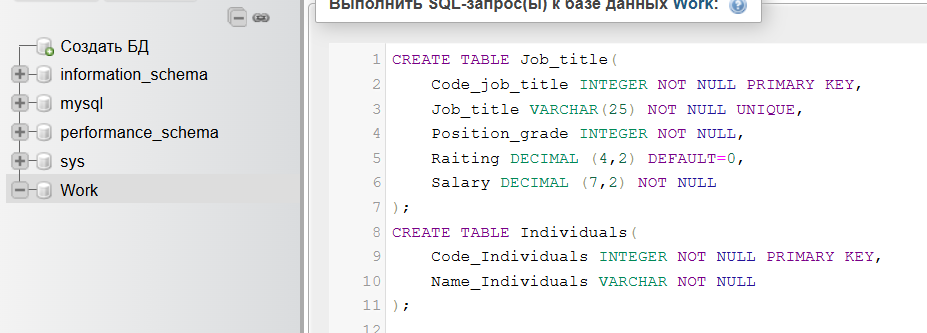 Выполнить SQL-запрос(ы) к базе данных Work:
Создать БД
information_schema
mysql
performance_schema
sys
Work
1 CREATE TABLE Job_title(
2 Code_job_title INTEGER NOT NULL PRIMARY KEY,
3 Job_title VARCHAR(25) NOT NULL UNIQUE,
4 Position_grade INTEGER NOT NULL,
5 Raiting DECIMAL (4,2) DEFAULT=0,
6 Salary DECIMAL (7,2) NOT NULL
7 );
8 CREATE TABLE Individuals(
9 Code_Individuals INTEGER NOT NULL PRIMARY KEY,
10 Name_Individuals VARCHAR NOT NULL
11 );
12